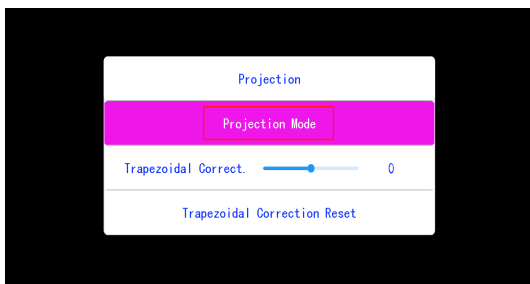 Projection
Projection Mode
Trapezoidal Correct. 0
Trapezoidal Correction Reset